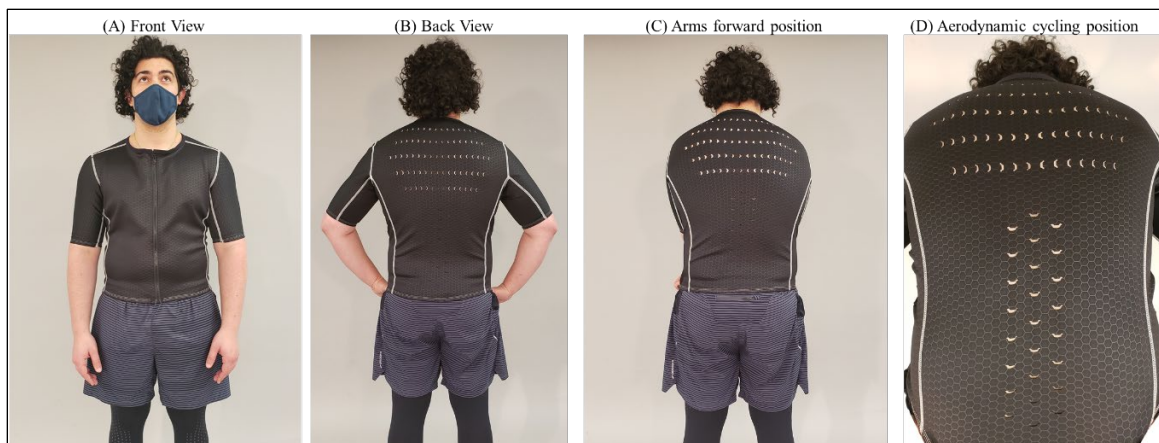 (A) Front View
(B) Back View
(C) Arms forward position
(D) Aerodynamic cycling position